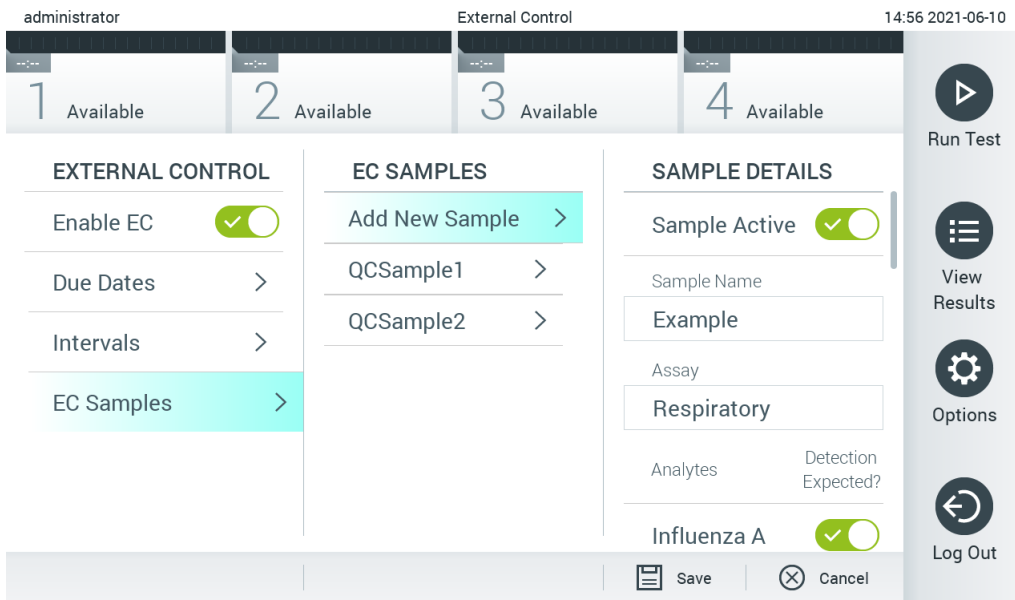 administrator
External Control
14:56 2021-06-10
--:--
--:--
--:--
--:--
1 Available
2 Available
3 Available
4 Available
Run Test
View
Results
Options
Log Out
EXTERNAL CONTROL
Enable EC
Due Dates
Intervals
EC Samples
EC SAMPLES
Add New Sample
QCSample1
QCSample2
SAMPLE DETAILS
Sample Active
Sample Name
Example
Assay
Respiratory
Analytes
Detection
Expected?
Influenza A
Save
Cancel